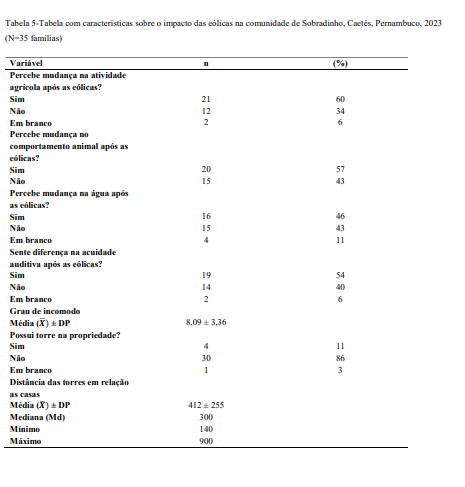 Tabela 5-Tabela com características sobre o impacto das eólicas na comunidade de Sobradinho, Caetés, Pernambuco, 2023
(N=35 famílias)
Variável n (%)
Percebe mudança na atividade
agrícola após as eólicas?
Sim 21 60
Não 12 34
Em branco 2 6
Percebe mudança no
comportamento animal após as
eólicas?
Sim 20 57
Não 15 43
Percebe mudança na água após
as eólicas?
Sim 16 46
Não 15 43
Em branco 4 11
Sente diferença na acuidade
auditiva após as eólicas?
Sim 19 54
Não 14 40
Em branco 2 6
Grau de incomodo
Média (X̄) ± DP 8,09 ± 3,36
Possui torre na propriedade?
Sim 4 11
Não 30 86
Em branco 1 3
Distância das torres em relação
as casas
Média (X̄) ± DP 412 ± 255
Mediana (Md) 300
Mínimo 140
Máximo 900